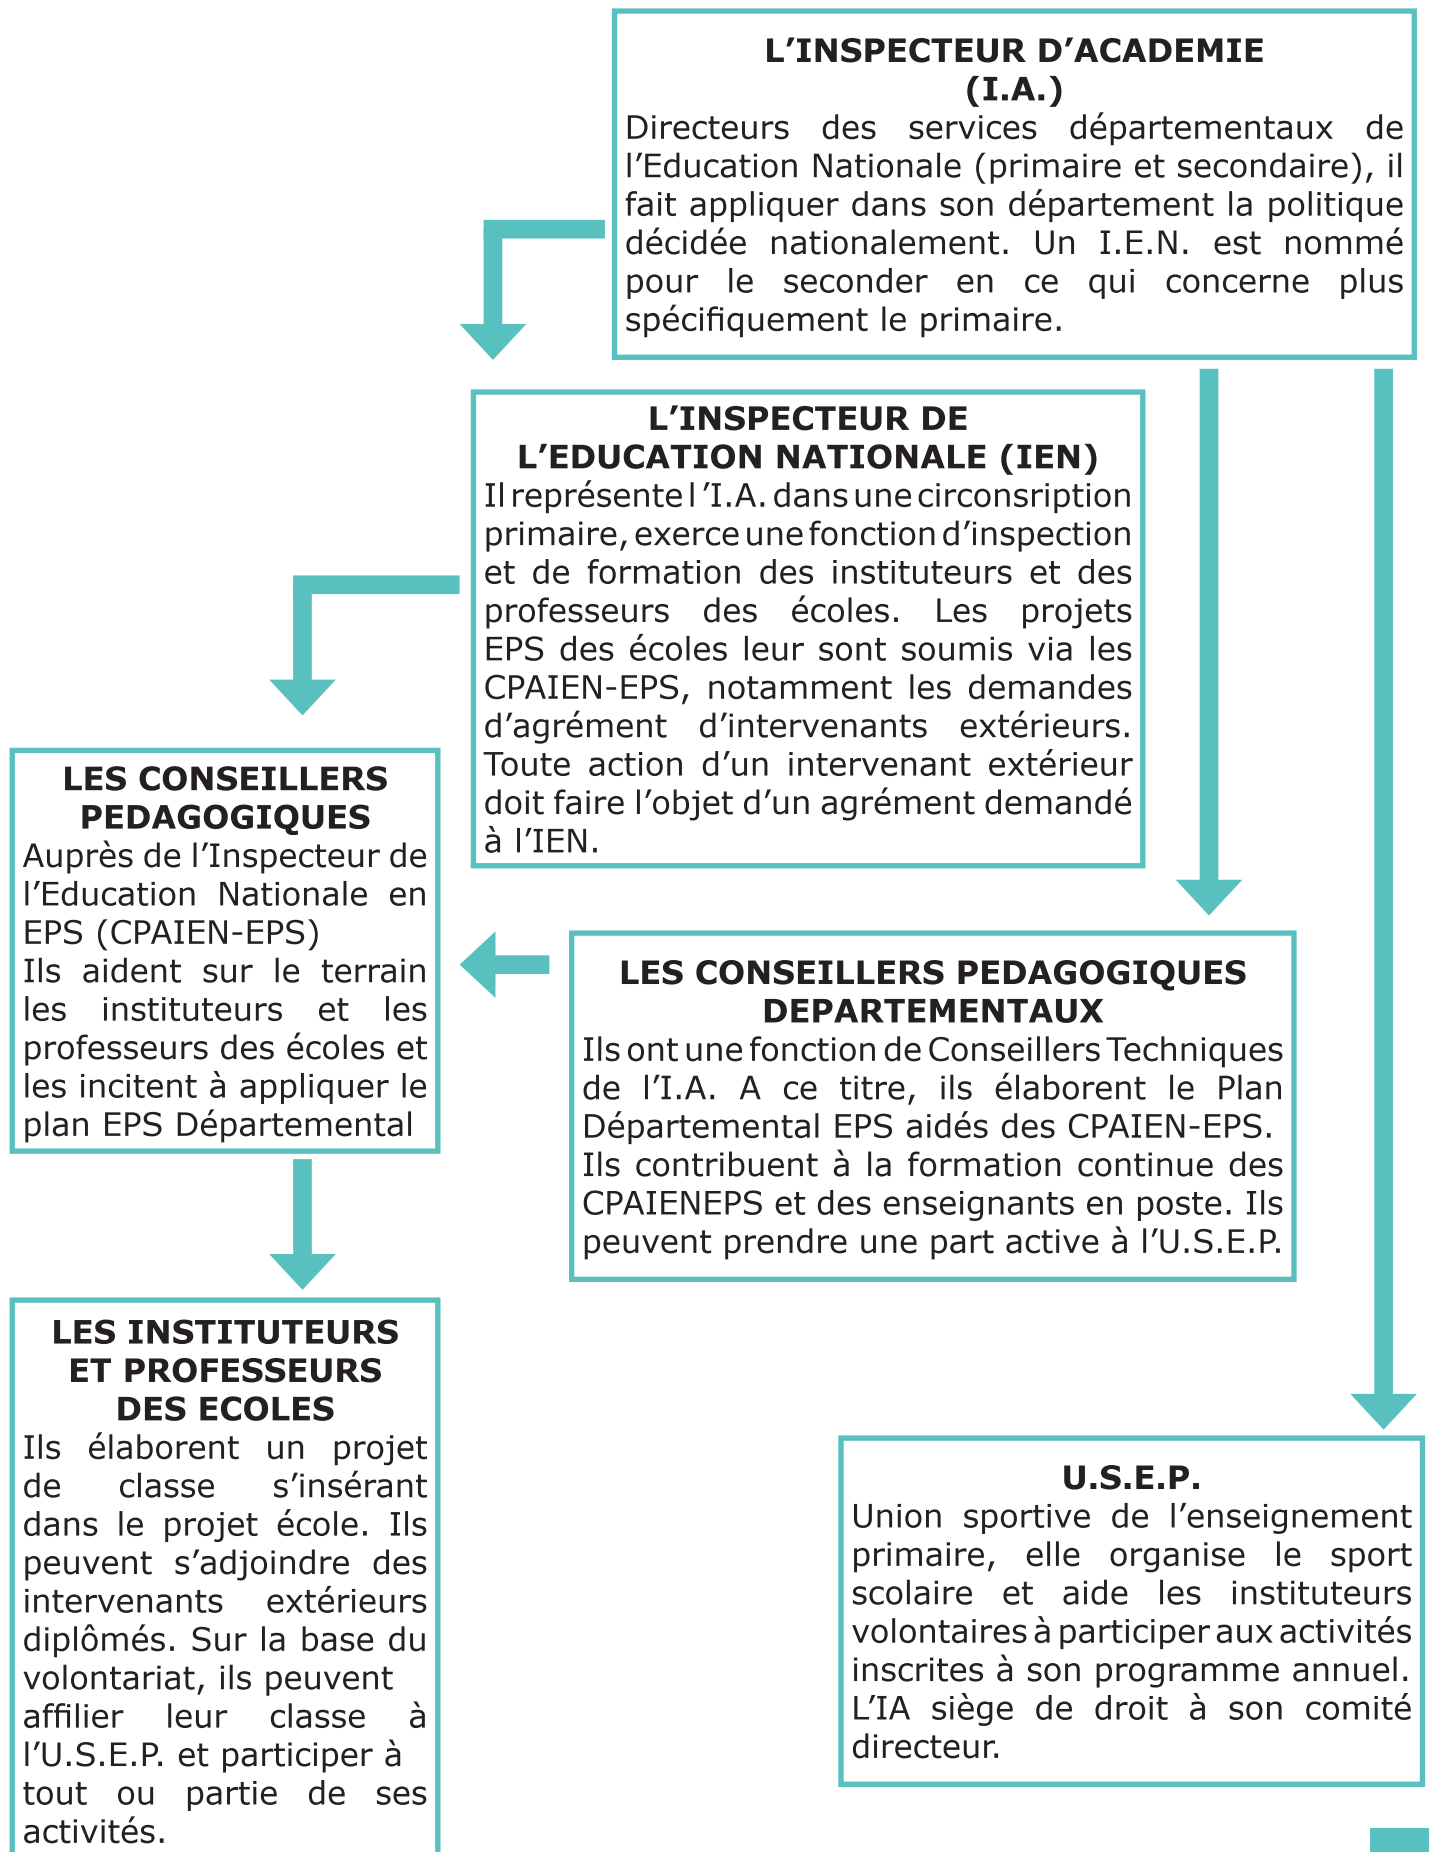 L’INSPECTEUR D’ACADEMIE
(I.A.)
Directeurs des services départementaux de
l’Education Nationale (primaire et secondaire), il
fait appliquer dans son département la politique
décidée nationalement. Un I.E.N. est nommé
pour le seconder en ce qui concerne plus
spécifiquement le primaire.
L’INSPECTEUR DE
L’EDUCATION NATIONALE (IEN)
Il représente l’I.A. dans une circonsription
primaire, exerce une fonction d’inspection
et de formation des instituteurs et des
professeurs des écoles. Les projets
EPS des écoles leur sont soumis via les
CPAIEN-EPS, notamment les demandes
d’agrément d’intervenants extérieurs.
Toute action d’un intervenant extérieur
doit faire l’objet d’un agrément demandé
à l’IEN.
LES CONSEILLERS
PEDAGOGIQUES
Auprès de l’Inspecteur de
l’Education Nationale en
EPS (CPAIEN-EPS)
Ils aident sur le terrain
les instituteurs et les
professeurs des écoles et
les incitent à appliquer le
plan EPS Départemental
LES CONSEILLERS PEDAGOGIQUES
DEPARTEMENTAUX
Ils ont une fonction de Conseillers Techniques
de l’I.A. A ce titre, ils élaborent le Plan
Départemental EPS aidés des CPAIEN-EPS.
Ils contribuent à la formation continue des
CPAIENEPS et des enseignants en poste. Ils
peuvent prendre une part active à l’U.S.E.P.
LES INSTITUTEURS
ET PROFESSEURS
DES ECOLES
Ils élaborent un projet
de classe s’insérant
dans le projet école. Ils
peuvent s’adjoindre des
intervenants extérieurs
diplômés. Sur la base du
volontariat, ils peuvent
affilier leur classe à
l’U.S.E.P. et participer à
tout ou partie de ses
activités.
U.S.E.P.
Union sportive de l’enseignement
primaire, elle organise le sport
scolaire et aide les instituteurs
volontaires à participer aux activités
inscrites à son programme annuel.
L’IA siège de droit à son comité
directeur.